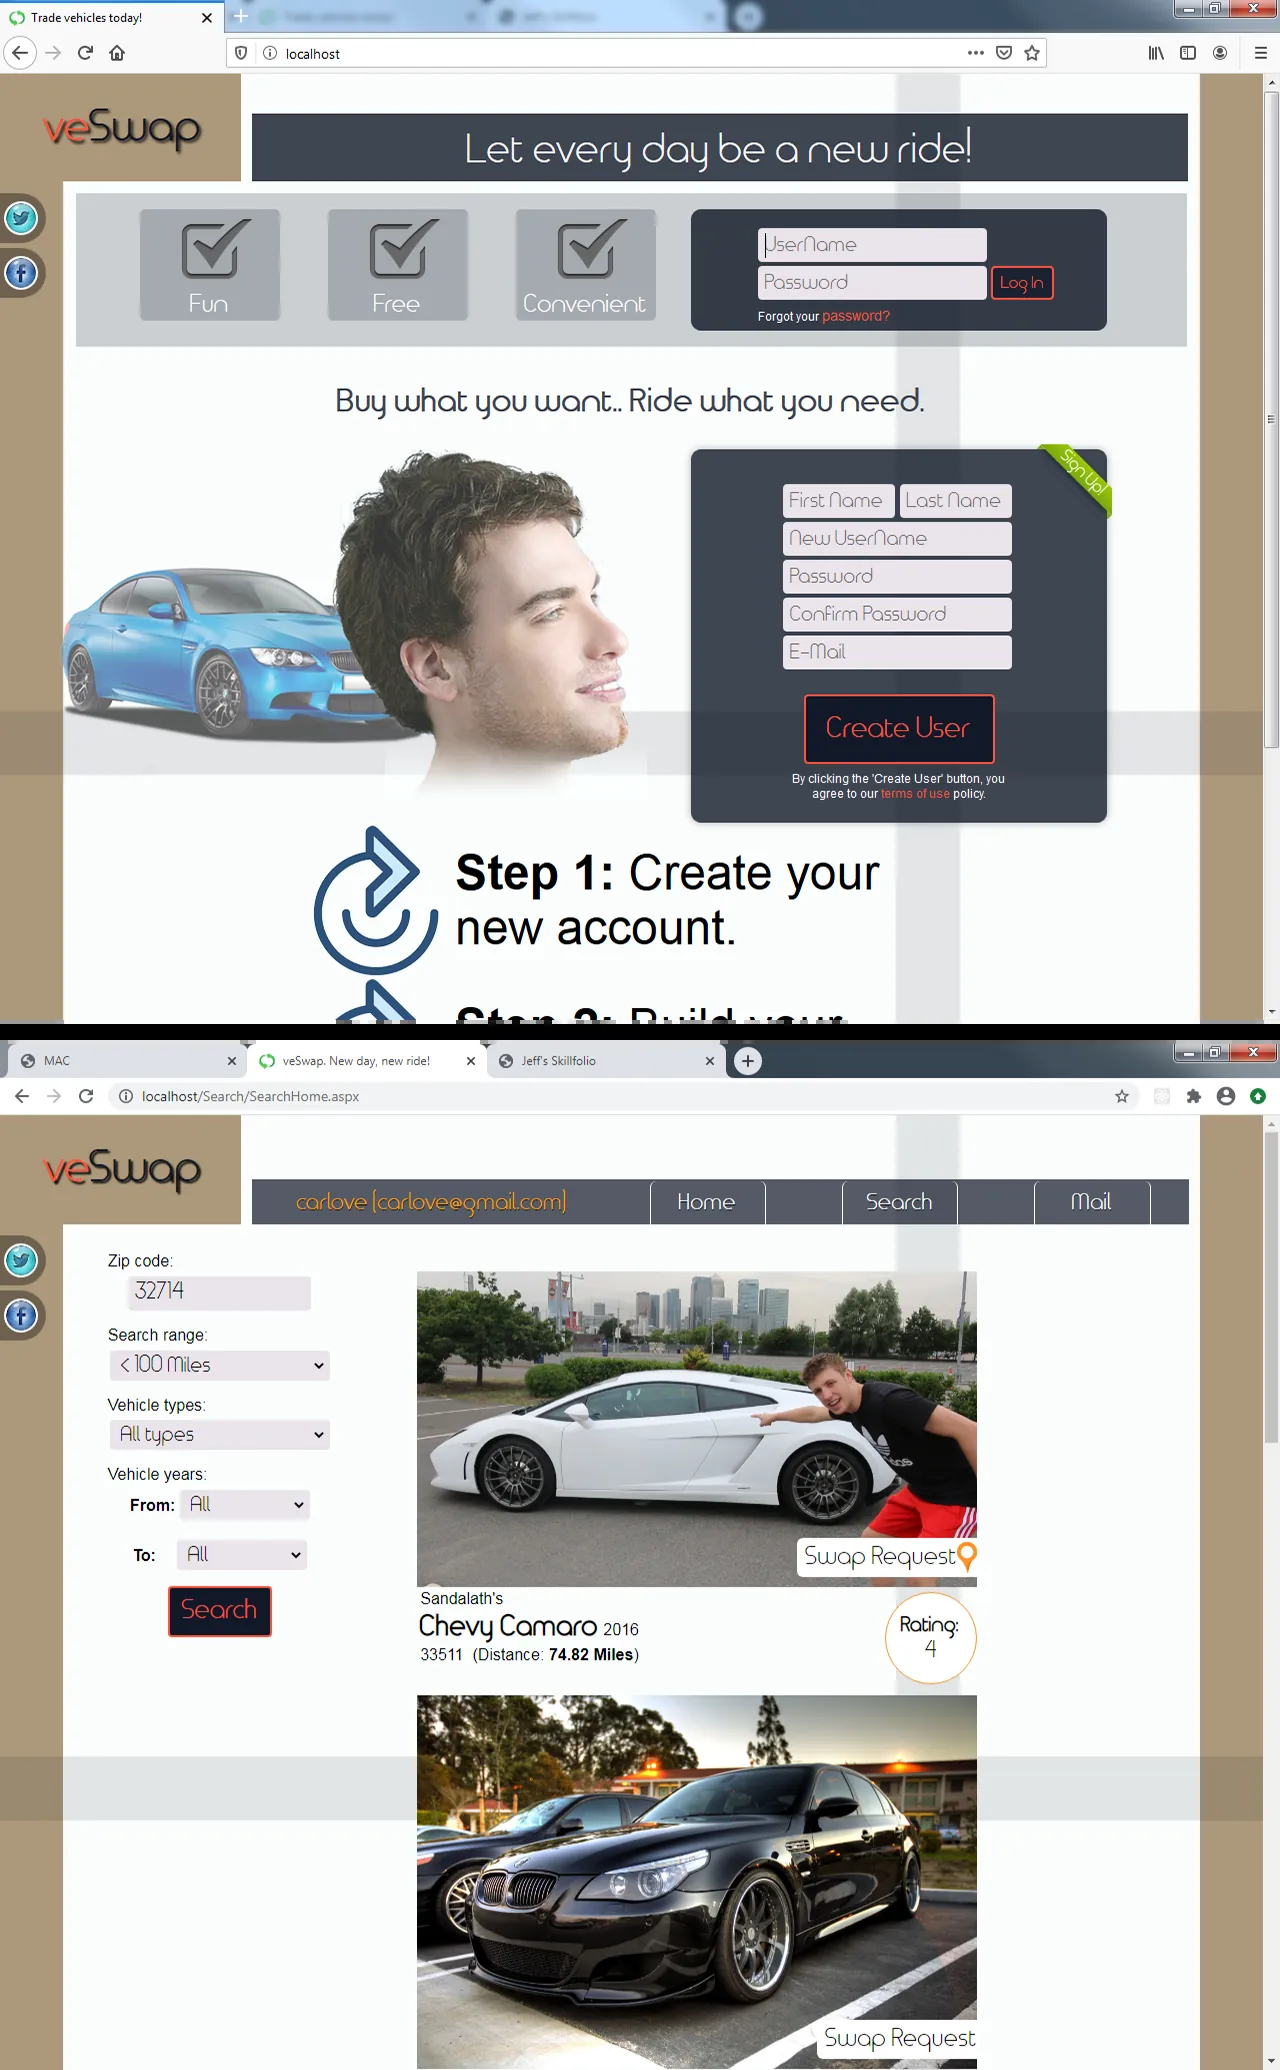 Trade vehicles today!
localhost
veSwap
Let every day be a new ride!
Fun
Free
Convenient
UserName
Password
Log In
Forgot your password?
Buy what you want.. Ride what you need.
Sign Up!
First Name
Last Name
New UserName
Password
Confirm Password
E-Mail
Create User
By clicking the 'Create User' button, you
agree to our terms of use policy.
Step 1: Create your
new account.
Step 2: Build your
MAC
veSwap. New day, new ride!
Jeff's Skillfolio
localhost/Search/SearchHome.aspx
veSwap
carlove (carlove@gmail.com)
Home
Search
Mail
Zip code:
32714
Search range:
< 100 Miles
Vehicle types:
All types
Vehicle years:
From: All
To: All
Search
Swap Request
Sandalath's
Chevy Camaro 2016
33511 (Distance: 74.82 Miles)
Rating:
4
Swap Request